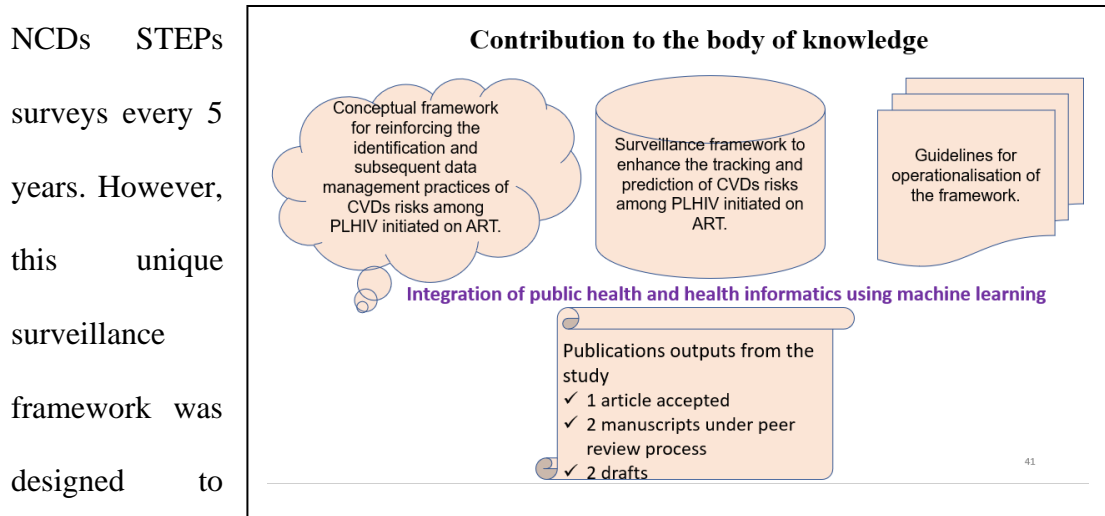 NCDs STEPs
surveys every 5
years. However,
this unique
surveillance
framework was
designed to
Contribution to the body of knowledge
Conceptual framework
for reinforcing the
identification and
subsequent data
management practices of
CVDs risks among
PLHIV initiated on ART.
Surveillance framework to
enhance the tracking and
prediction of CVDs risks
among PLHIV initiated on
ART.
Guidelines for
operationalisation of
the framework.
Integration of public health and health informatics using machine learning
Publications outputs from the
study
✓ 1 article accepted
✓ 2 manuscripts under peer
review process
✓ 2 drafts
41